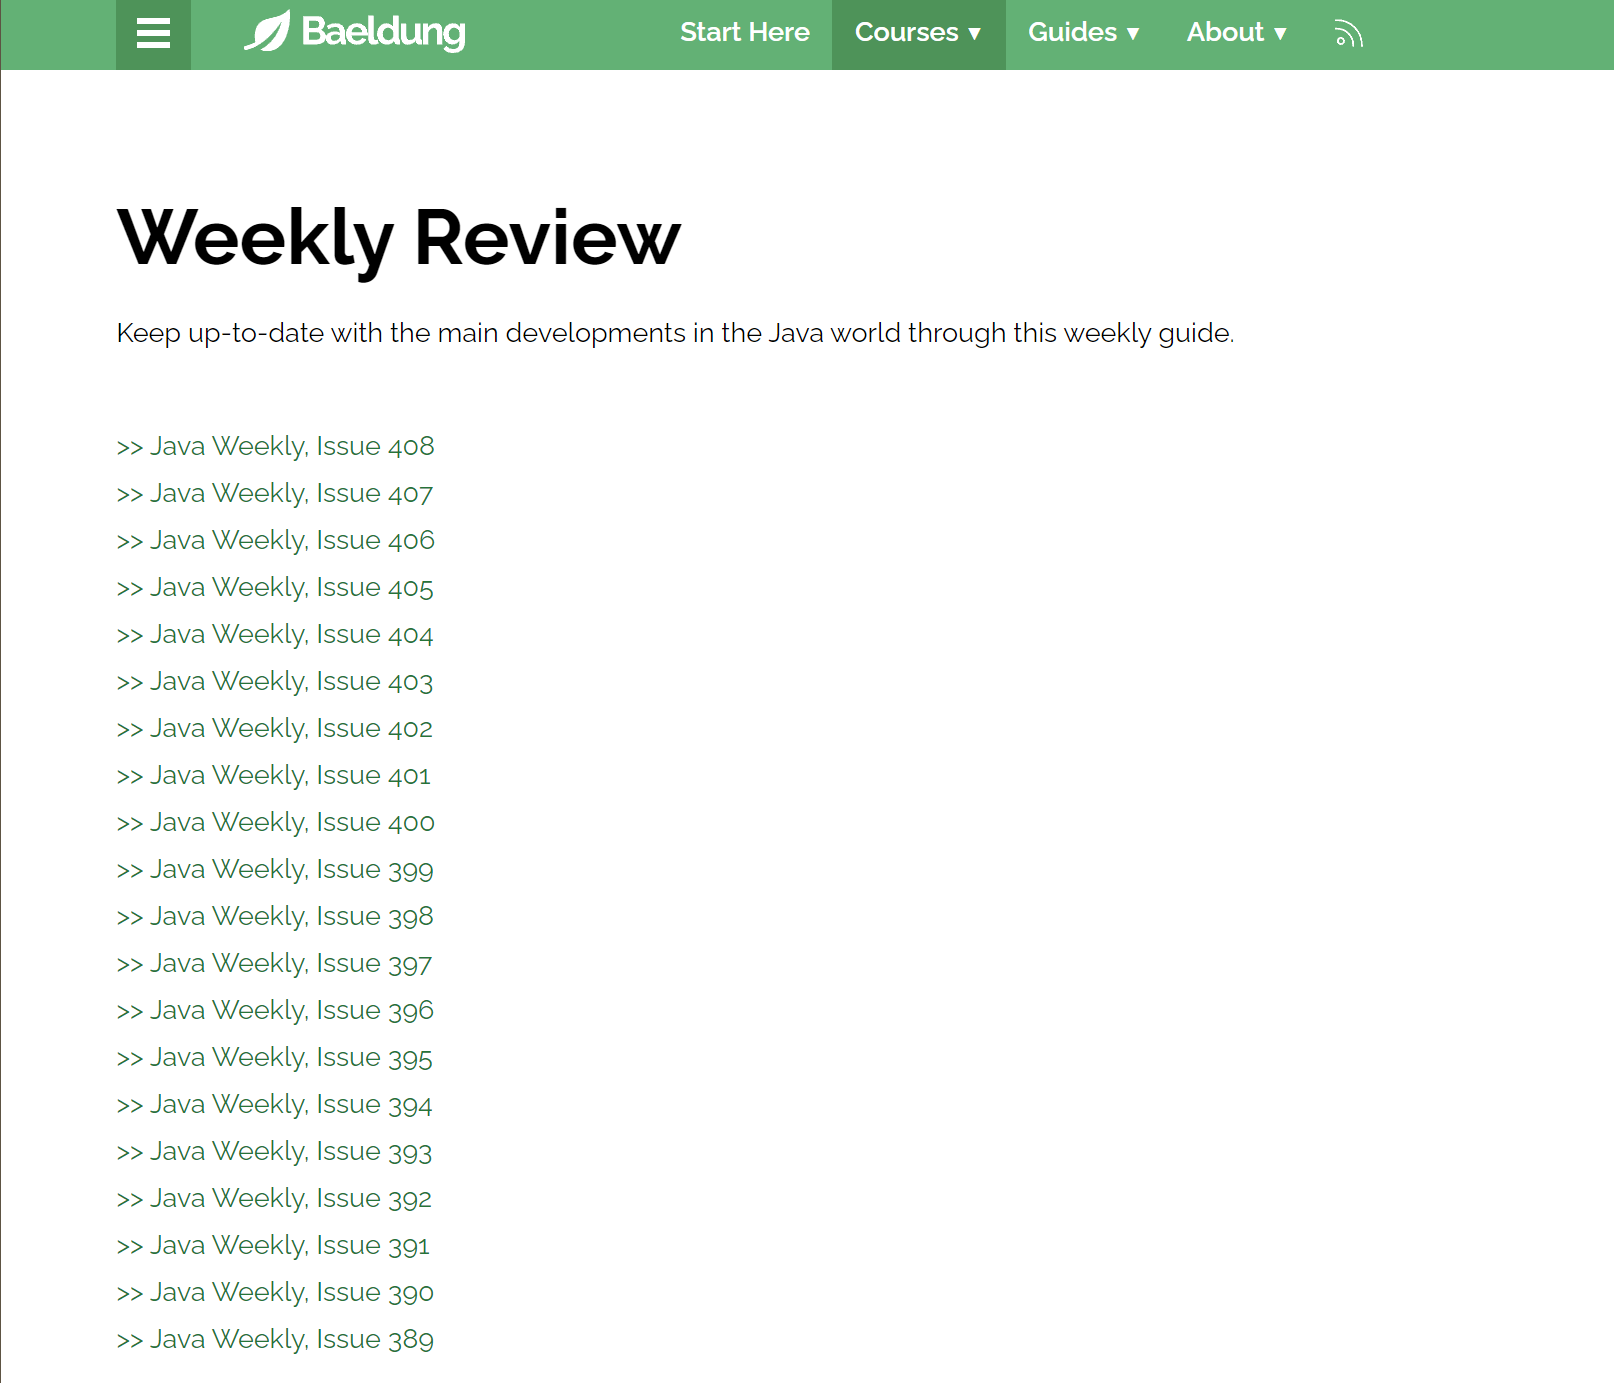 Baeldung Start Here Courses ▼ Guides ▼ About ▼
Weekly Review
Keep up-to-date with the main developments in the Java world through this weekly guide.
>> Java Weekly, Issue 408
>> Java Weekly, Issue 407
>> Java Weekly, Issue 406
>> Java Weekly, Issue 405
>> Java Weekly, Issue 404
>> Java Weekly, Issue 403
>> Java Weekly, Issue 402
>> Java Weekly, Issue 401
>> Java Weekly, Issue 400
>> Java Weekly, Issue 399
>> Java Weekly, Issue 398
>> Java Weekly, Issue 397
>> Java Weekly, Issue 396
>> Java Weekly, Issue 395
>> Java Weekly, Issue 394
>> Java Weekly, Issue 393
>> Java Weekly, Issue 392
>> Java Weekly, Issue 391
>> Java Weekly, Issue 390
>> Java Weekly, Issue 389